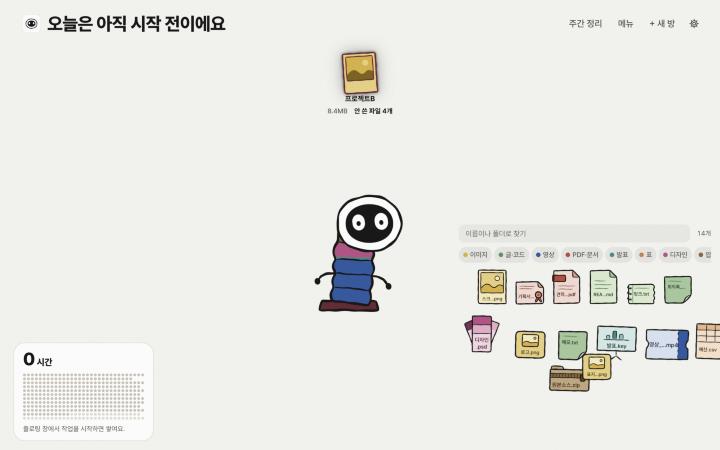 오늘은 아직 시작 전이에요
주간 정리 메뉴 + 새 방
프로젝트B
8.4MB 안 쓴 파일 4개
이름이나 폴더로 찾기 14개
이미지 글·코드 영상 PDF·문서 발표 표 디자인
스크...png 기획서... 견적...pdf REA...md 링크.txt 회의록...
디자인.psd 로고.png 메모.txt 발표.key 영상_...mp4 예산.csv
표지...png
원본소스.zip
0 시간
플로팅 창에서 작업을 시작하면 쌓여요.